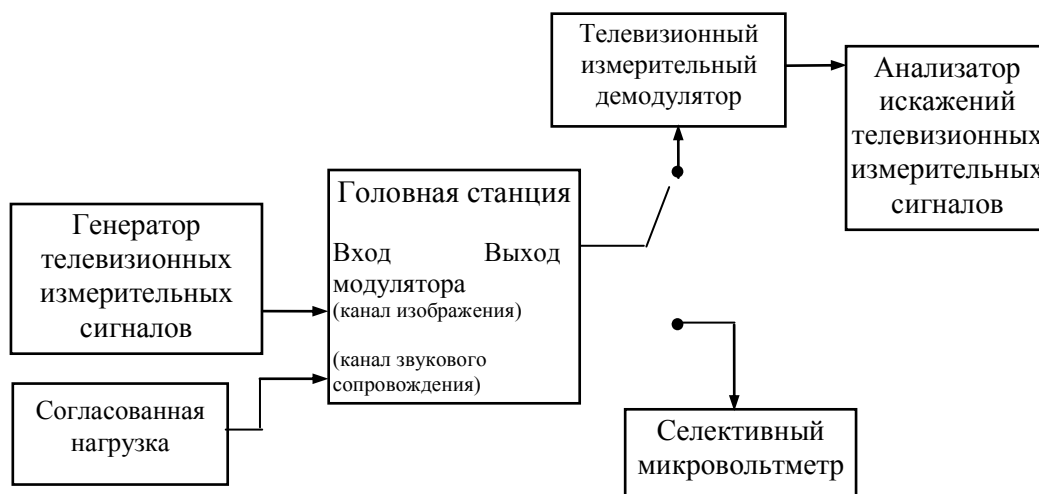 Телевизионный
измерительный
демодулятор
Анализатор
искажений
телевизионных
измерительных
сигналов
Головная станция
Вход Выход
модулятора
(канал изображения)
(канал звукового
сопровождения)
Генератор
телевизионных
измерительных
сигналов
Согласованная
нагрузка
Селективный
микровольтметр